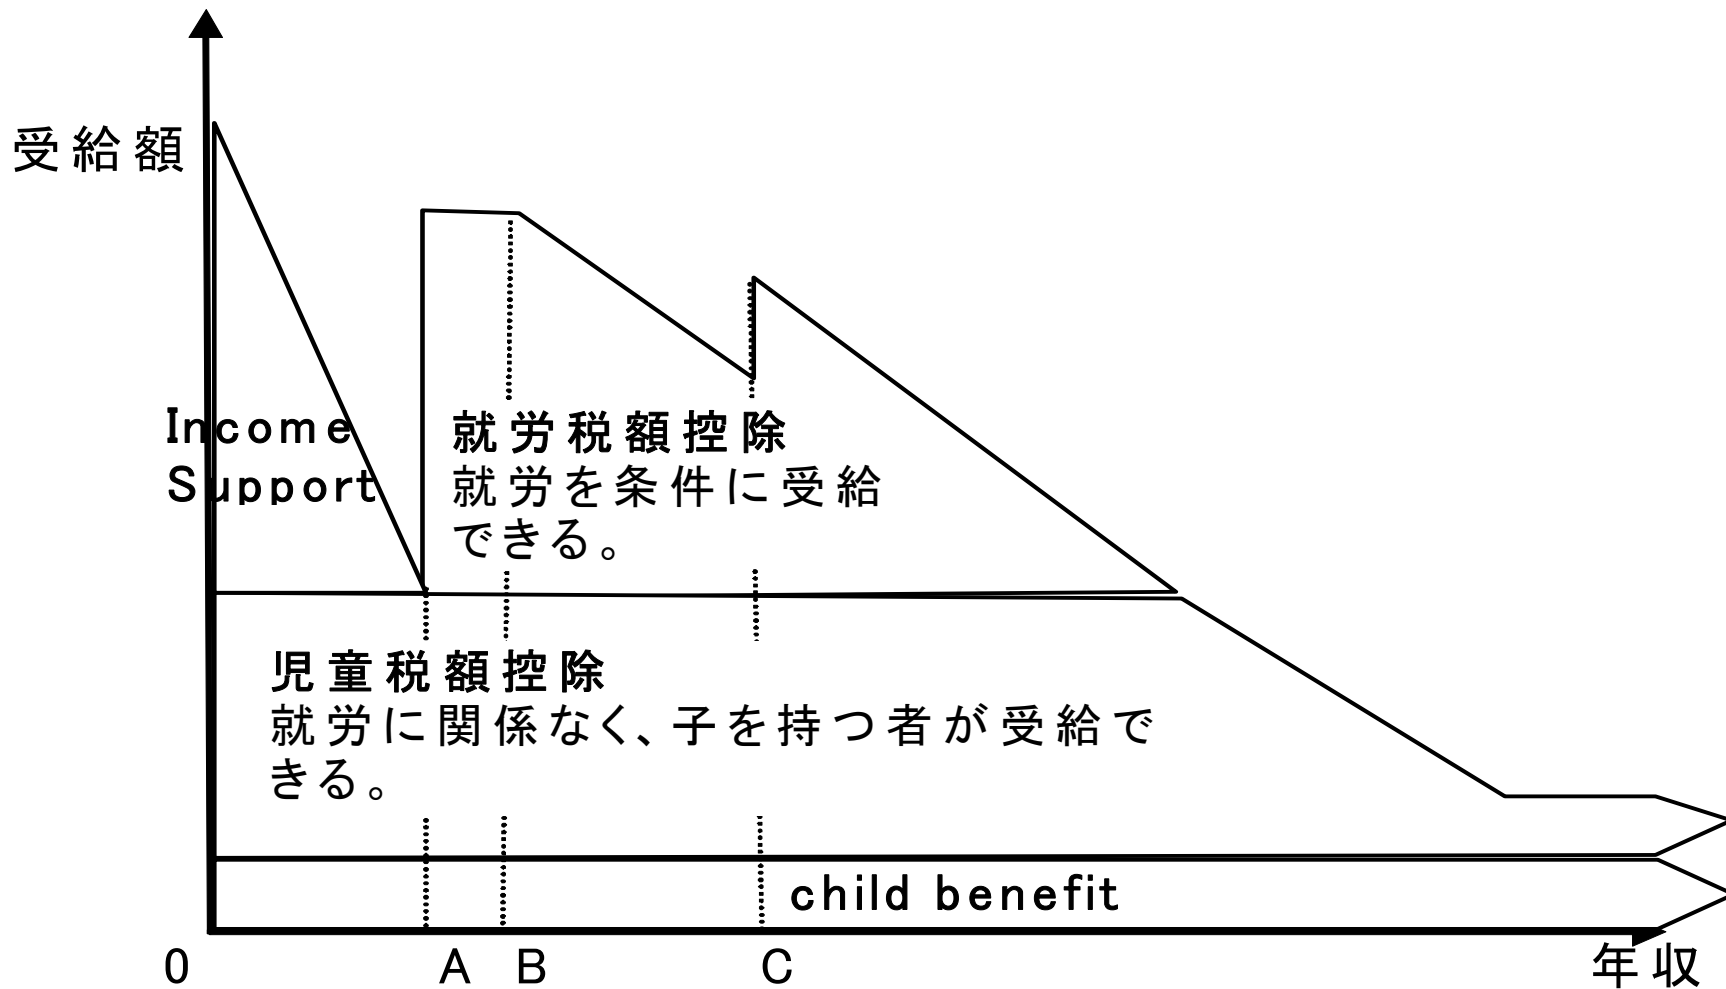 受給額
Income
Support
就労税額控除
就労を条件に受給
できる。
児童税額控除
就労に関係なく、子を持つ者が受給で
きる。
child benefit
0 A B C 年収